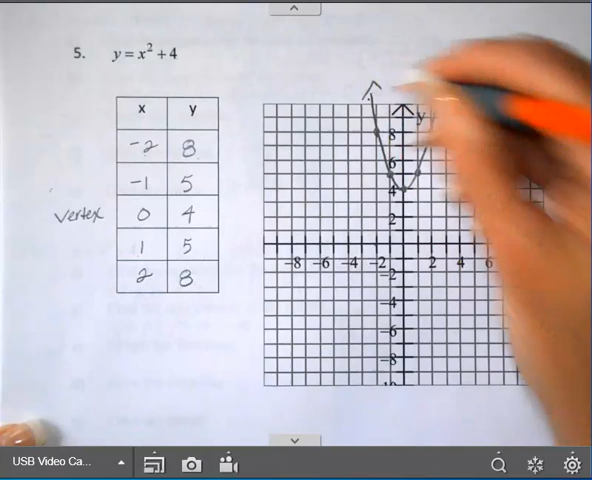 5. y = x² + 4
x y
-2 8
-1 5
vertex 0 4
1 5
2 8
y
8
6
4
2
-8 -6 -4 -2 2 4 6
-2
-4
-6
-8
USB Video Ca...